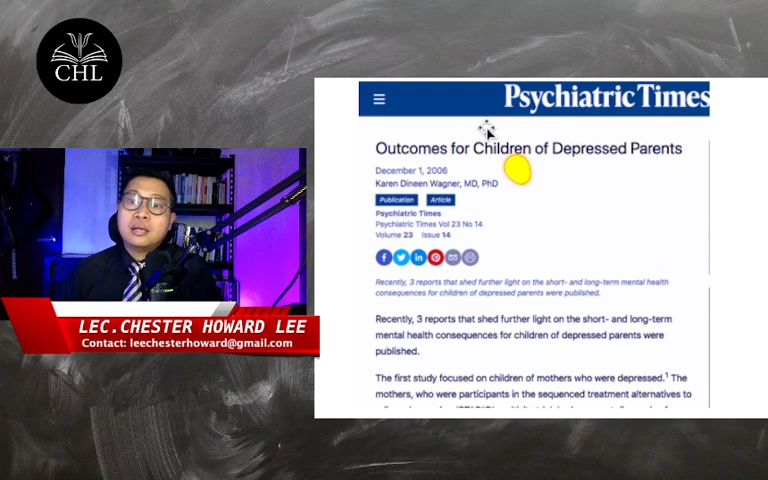 CHL
Psychiatric Times
Outcomes for Children of Depressed Parents
December 1, 2006
Karen Dineen Wagner, MD, PhD
Publication Article
Psychiatric Times
Psychiatric Times Vol 23 No 14
Volume 23 Issue 14
Recently, 3 reports that shed further light on the short- and long-term mental health
consequences for children of depressed parents were published.
Recently, 3 reports that shed further light on the short- and long-term
mental health consequences for children of depressed parents were
published.
The first study focused on children of mothers who were depressed.1 The
mothers, who were participants in the sequenced treatment alternatives to
LEC.CHESTER HOWARD LEE
Contact: leechesterhoward@gmail.com